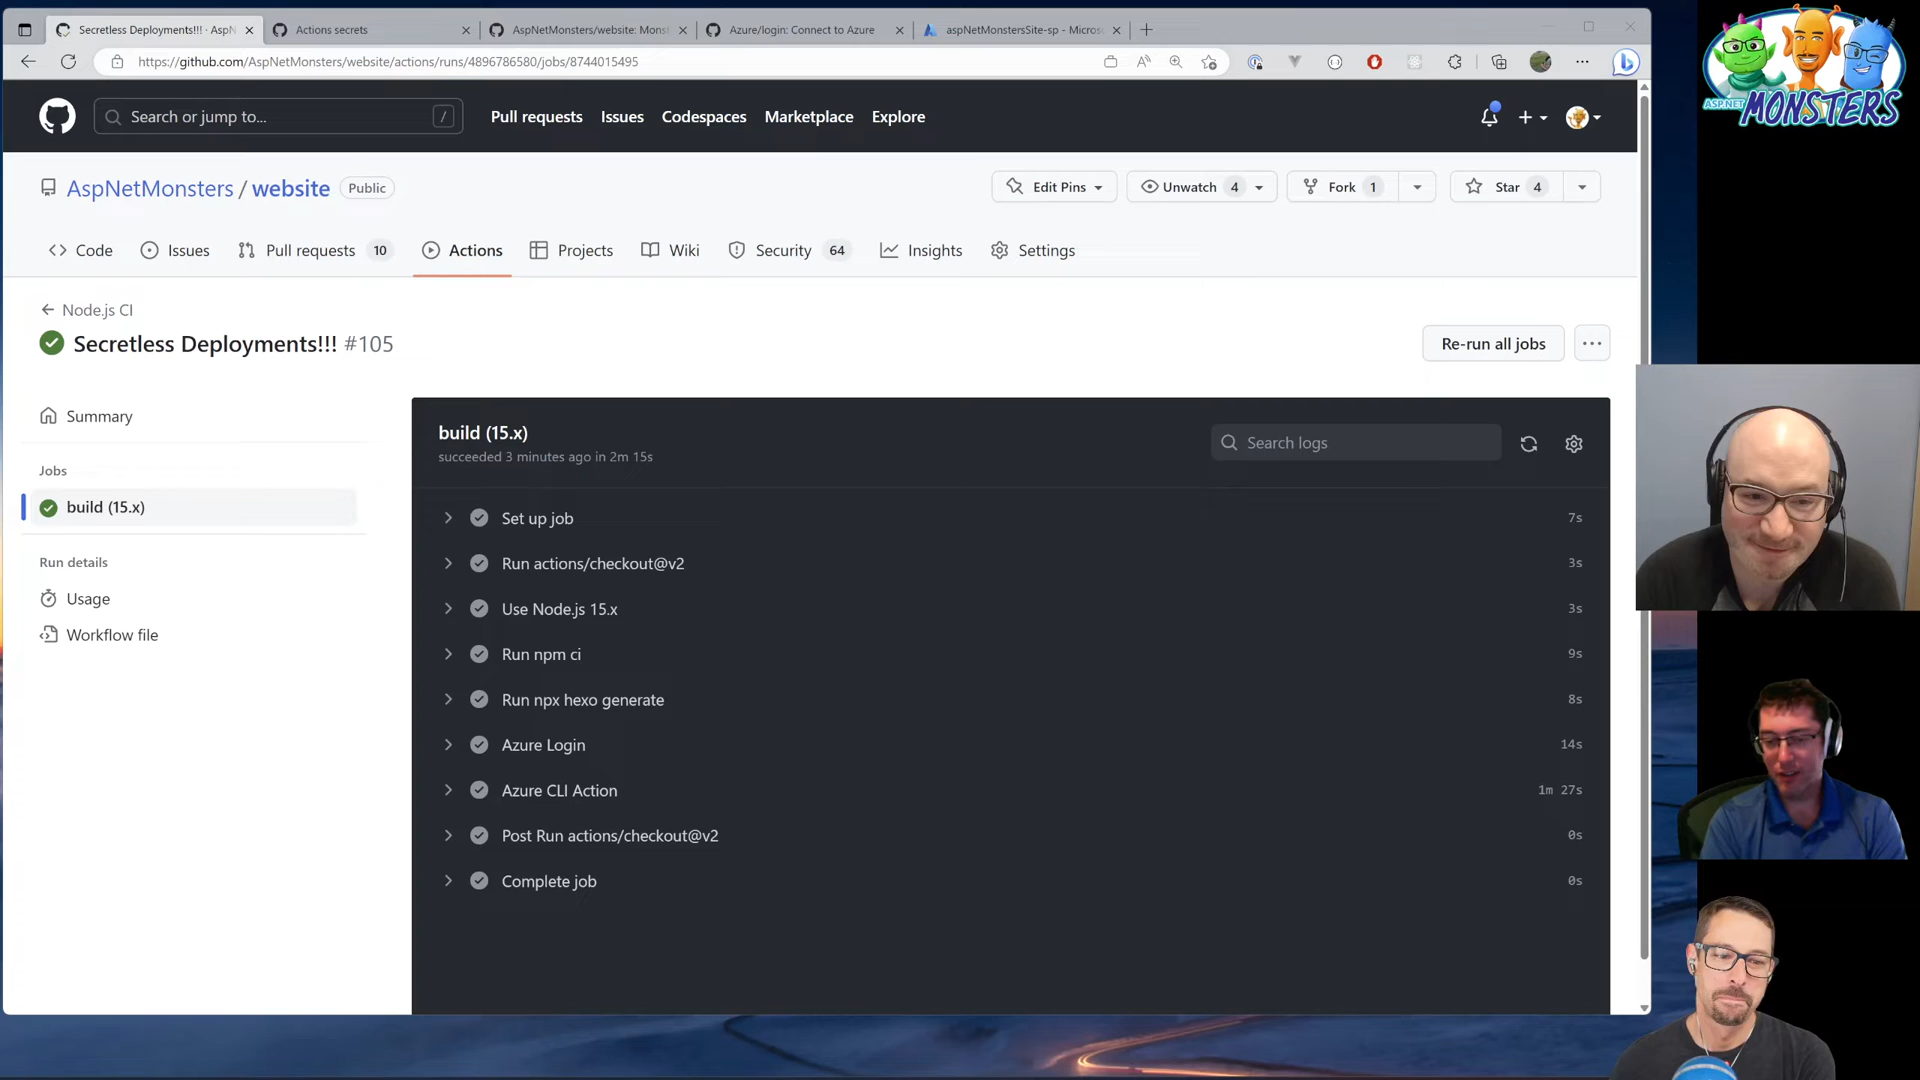 Secretless Deployments!!! · AspN
Actions secrets
AspNetMonsters/website: Monst
Azure/login: Connect to Azure
aspNetMonstersSite-sp - Micros
https://github.com/AspNetMonsters/website/actions/runs/4896786580/jobs/8744015495
ASP.NET MONSTERS
Search or jump to... /
Pull requests Issues Codespaces Marketplace Explore
AspNetMonsters / website Public
Edit Pins Unwatch 4 Fork 1 Star 4
Code Issues Pull requests 10 Actions Projects Wiki Security 64 Insights Settings
Node.js CI
Secretless Deployments!!! #105
Re-run all jobs
Summary
Jobs
build (15.x)
Run details
Usage
Workflow file
build (15.x)
succeeded 3 minutes ago in 2m 15s
Search logs
Set up job 7s
Run actions/checkout@v2 3s
Use Node.js 15.x 3s
Run npm ci 9s
Run npx hexo generate 8s
Azure Login 14s
Azure CLI Action 1m 27s
Post Run actions/checkout@v2 0s
Complete job 0s